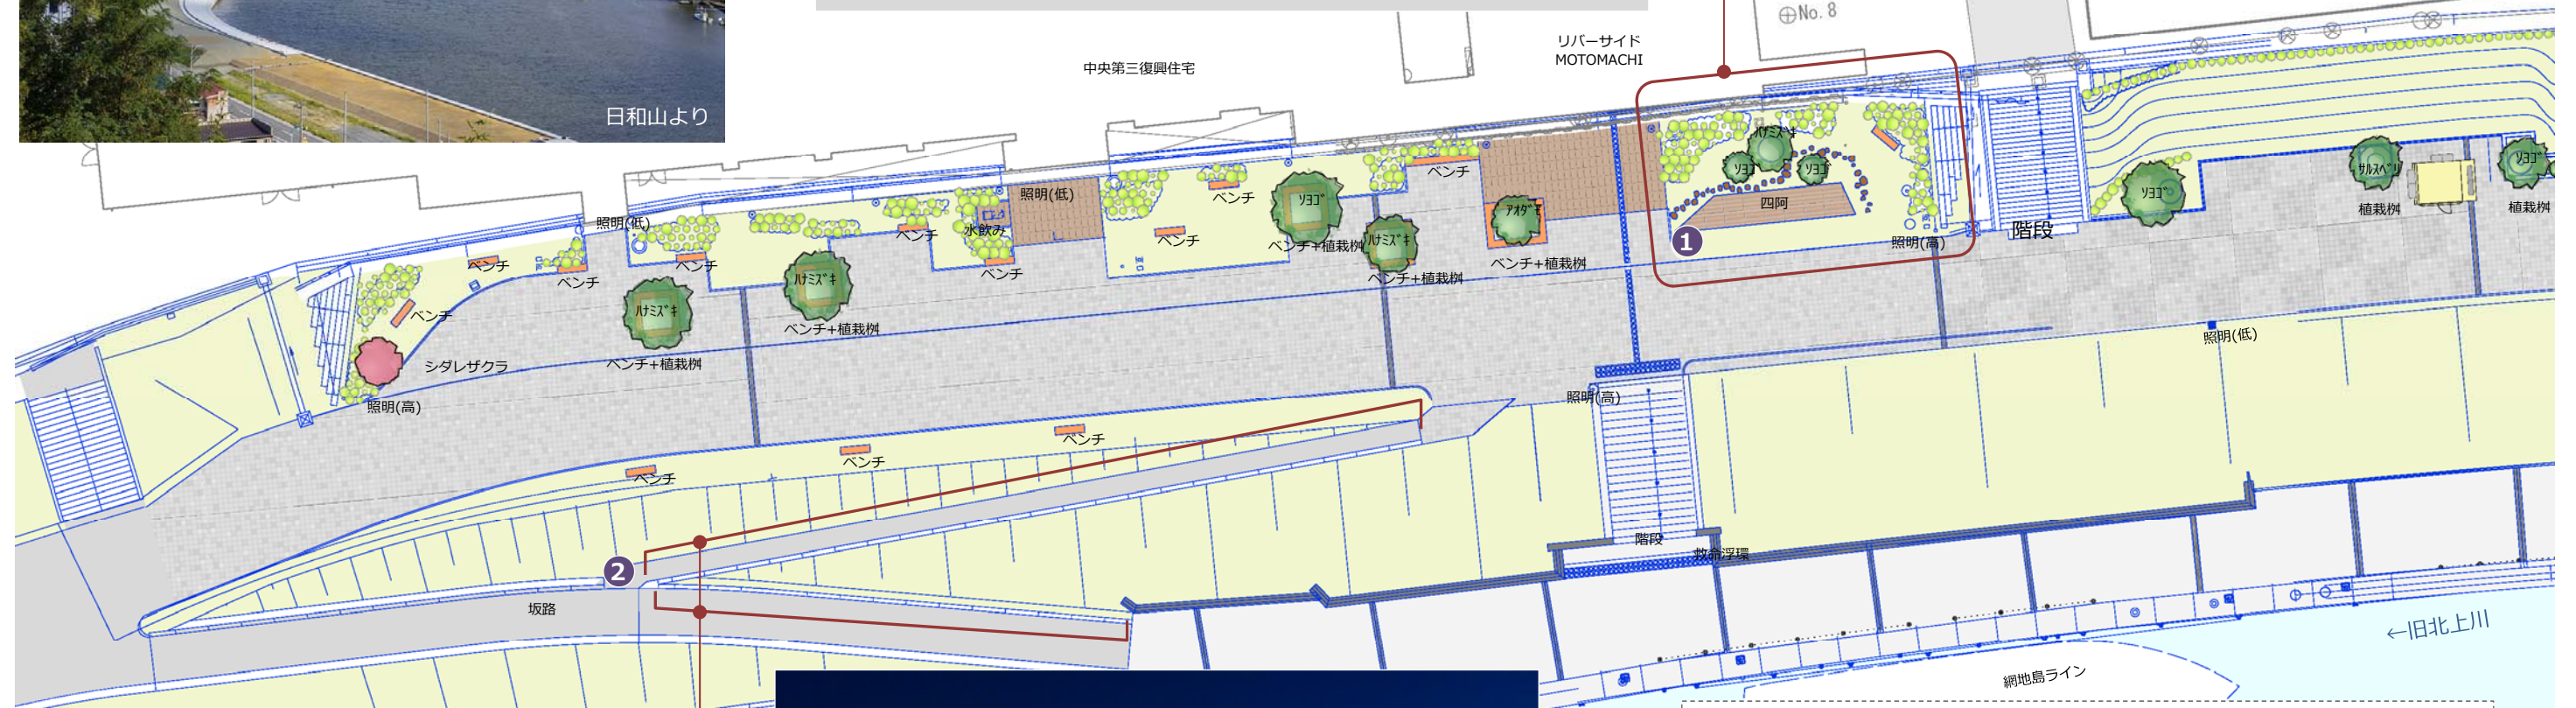 日和山より
中央第三復興住宅
リバーサイド
MOTOMACHI
No. 8
照明(低)
ベンチ
ベンチ
ベンチ
シダレザクラ
照明(高)
ハナミズキ
ベンチ
ベンチ+植栽桝
ハナミズキ
ベンチ+植栽桝
ベンチ
水飲み
ベンチ
照明(低)
ベンチ
ベンチ
ソヨゴ
ベンチ+植栽桝
ハナミズキ
ベンチ+植栽桝
ベンチ
アオダモ
ベンチ+植栽桝
ハナミズキ
ソヨゴ
ソヨゴ
四阿
1
照明(高)
階段
ソヨゴ
サルスベリ
植栽桝
ソヨゴ
植栽桝
照明(低)
ベンチ
ベンチ
ベンチ
照明(高)
階段
救命浮環
2
坂路
←旧北上川
網地島ライン